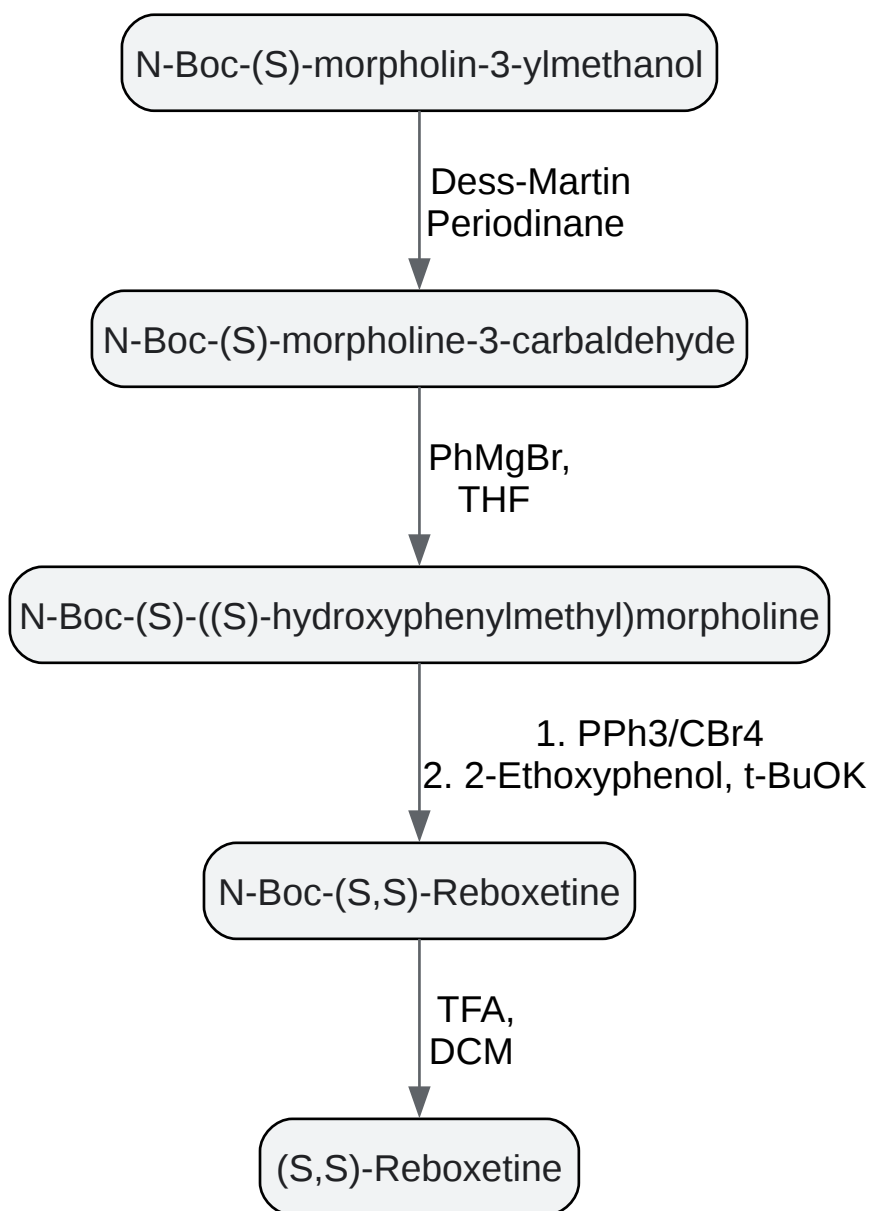 N-Boc-(S)-morpholin-3-ylmethanol
Dess-Martin
Periodinane
N-Boc-(S)-morpholine-3-carbaldehyde
PhMgBr,
THF
N-Boc-(S)-((S)-hydroxyphenylmethyl)morpholine
1. PPh3/CBr4
2. 2-Ethoxyphenol, t-BuOK
N-Boc-(S,S)-Reboxetine
TFA,
DCM
(S,S)-Reboxetine